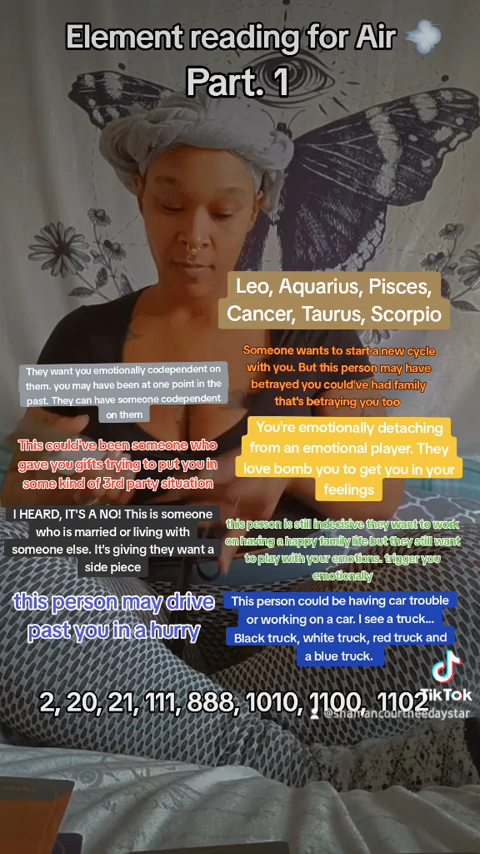 Element reading for Air
Part. 1
Leo, Aquarius, Pisces,
Cancer, Taurus, Scorpio
Someone wants to start a new cycle
with you. But this person may have
betrayed you could've had family
that's betraying you too
They want you emotionally codependent on
them. you may have been at one point in the
past. They can have someone codependent
on them
You're emotionally detaching
from an emotional player. They
love bomb you to get you in your
feelings
This could've been someone who
gave you gifts trying to put you in
some kind of 3rd party situation
I HEARD, IT'S A NO! This is someone
who is married or living with
someone else. It's giving they want a
side piece
this person is still indecisive they want to work
on having a happy family life but they still want
to play with your emotions. trigger you
emotionally
this person may drive
past you in a hurry
This person could be having car trouble
or working on a car. I see a truck...
Black truck, white truck, red truck and
a blue truck.
2, 20, 21, 111, 888, 1010, 1100, 1102
TikTok
@shamancourtheedaystar